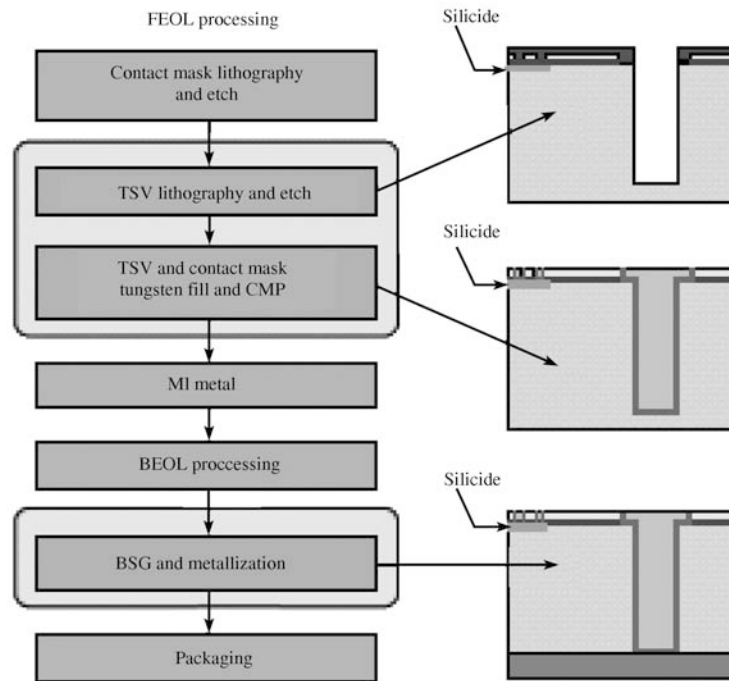 FEOL processing
Contact mask lithography
and etch
TSV lithography and etch
TSV and contact mask
tungsten fill and CMP
Ml metal
BEOL proccessing
BSG and metallization
Packaging
Silicide
Silicide
Silicide